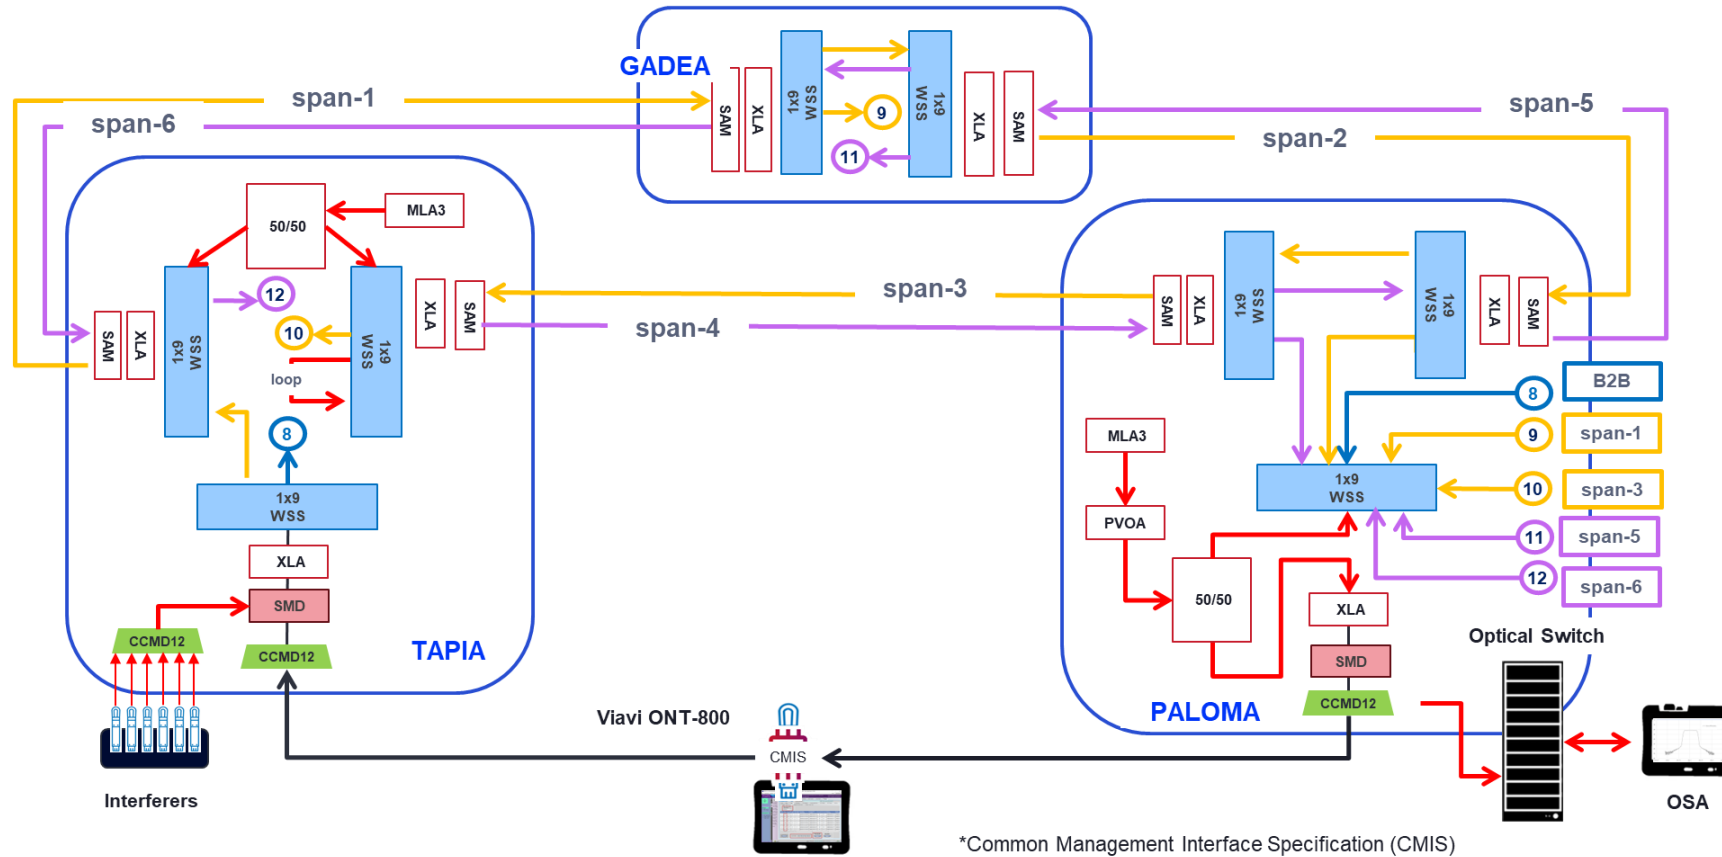 GADEA
span-1
span-6
SAM
XLA
1x9
WSS
9
11
1x9
WSS
XLA
SAM
span-5
span-2
50/50
MLA3
SAM
XLA
1x9
WSS
12
10
loop
8
1x9
WSS
XLA
SAM
span-3
span-4
SAM
XLA
1x9
WSS
1x9
WSS
XLA
SAM
1x9
WSS
XLA
SMD
CCMD12
CCMD12
TAPIA
Interferers
MLA3
PVOA
50/50
1x9
WSS
8
B2B
9
span-1
10
span-3
11
span-5
12
span-6
XLA
SMD
CCMD12
PALOMA
Optical Switch
OSA
Viavi ONT-800
CMIS
*Common Management Interface Specification (CMIS)